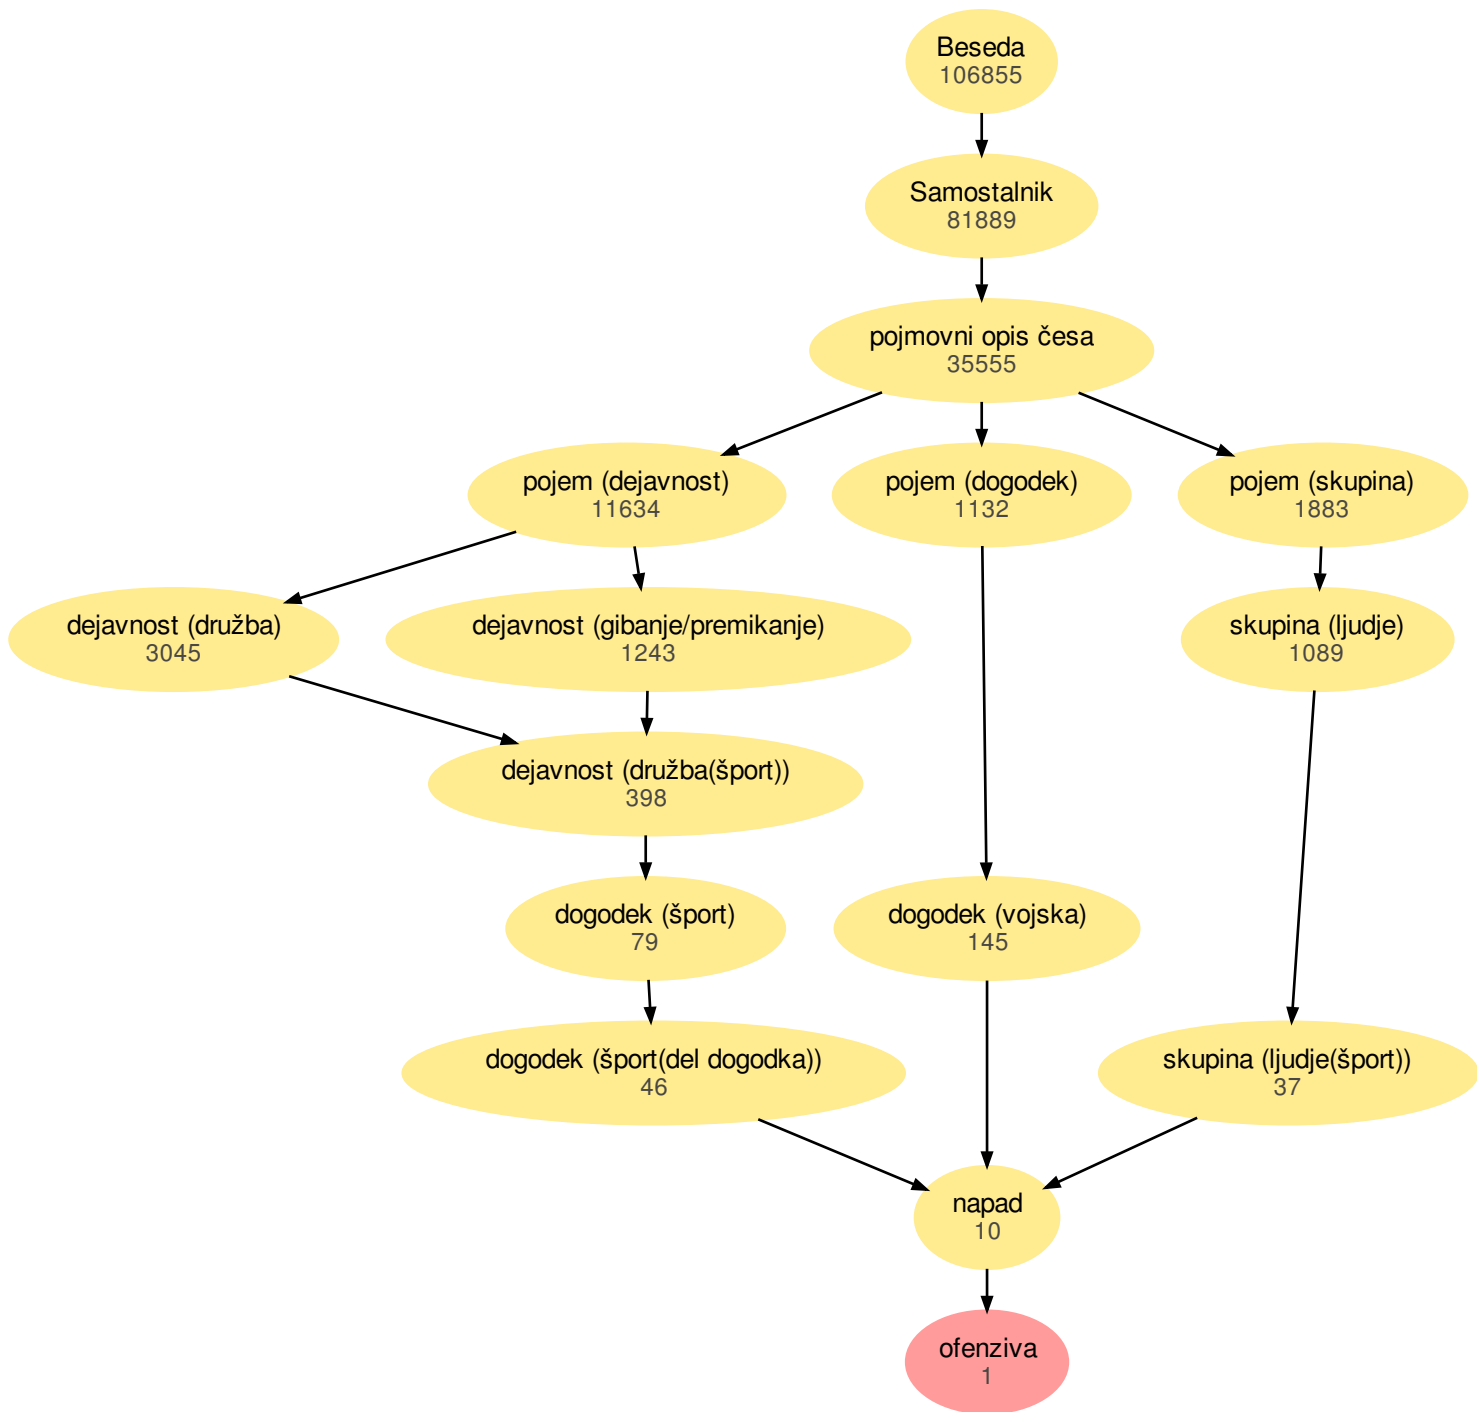 Beseda
106855
Samostalnik
81889
pojmovni opis česa
35555
pojem (dejavnost)
11634
pojem (dogodek)
1132
pojem (skupina)
1883
dejavnost (družba)
3045
dejavnost (gibanje/premikanje)
1243
skupina (ljudje)
1089
dejavnost (družba(šport))
398
dogodek (šport)
79
dogodek (vojska)
145
dogodek (šport(del dogodka))
46
skupina (ljudje(šport))
37
napad
10
ofenziva
1